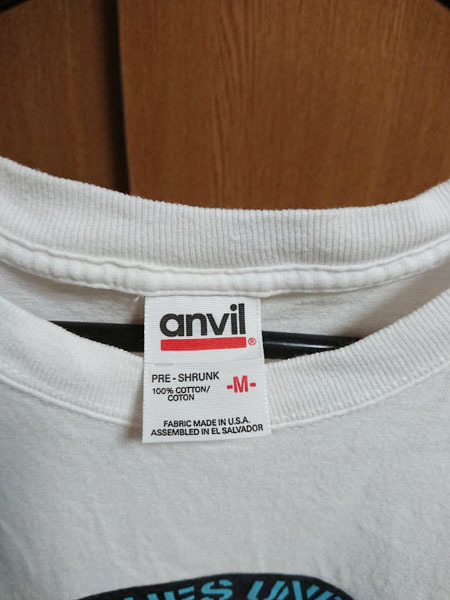 anvil®
PRE-SHRUNK
100% COTTON/
COTON
-M-
FABRIC MADE IN U.S.A.
ASSEMBLED IN EL SALVADOR